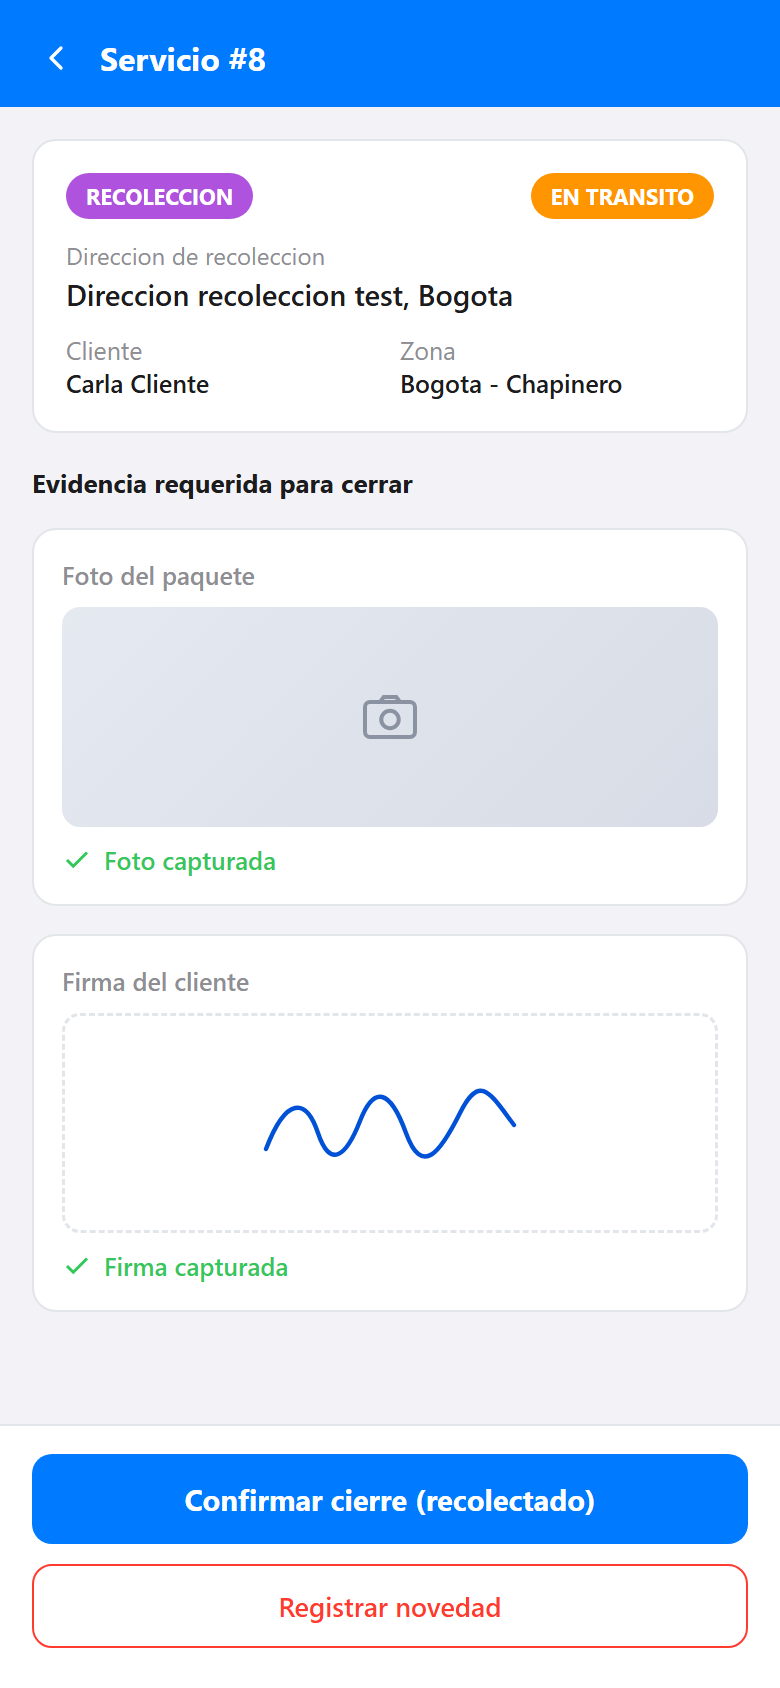 Servicio #8
RECOLECCION
EN TRANSITO
Direccion de recoleccion
Direccion recoleccion test, Bogota
Cliente
Zona
Carla Cliente
Bogota - Chapinero
Evidencia requerida para cerrar
Foto del paquete
Foto capturada
Firma del cliente
Firma capturada
Confirmar cierre (recolectado)
Registrar novedad